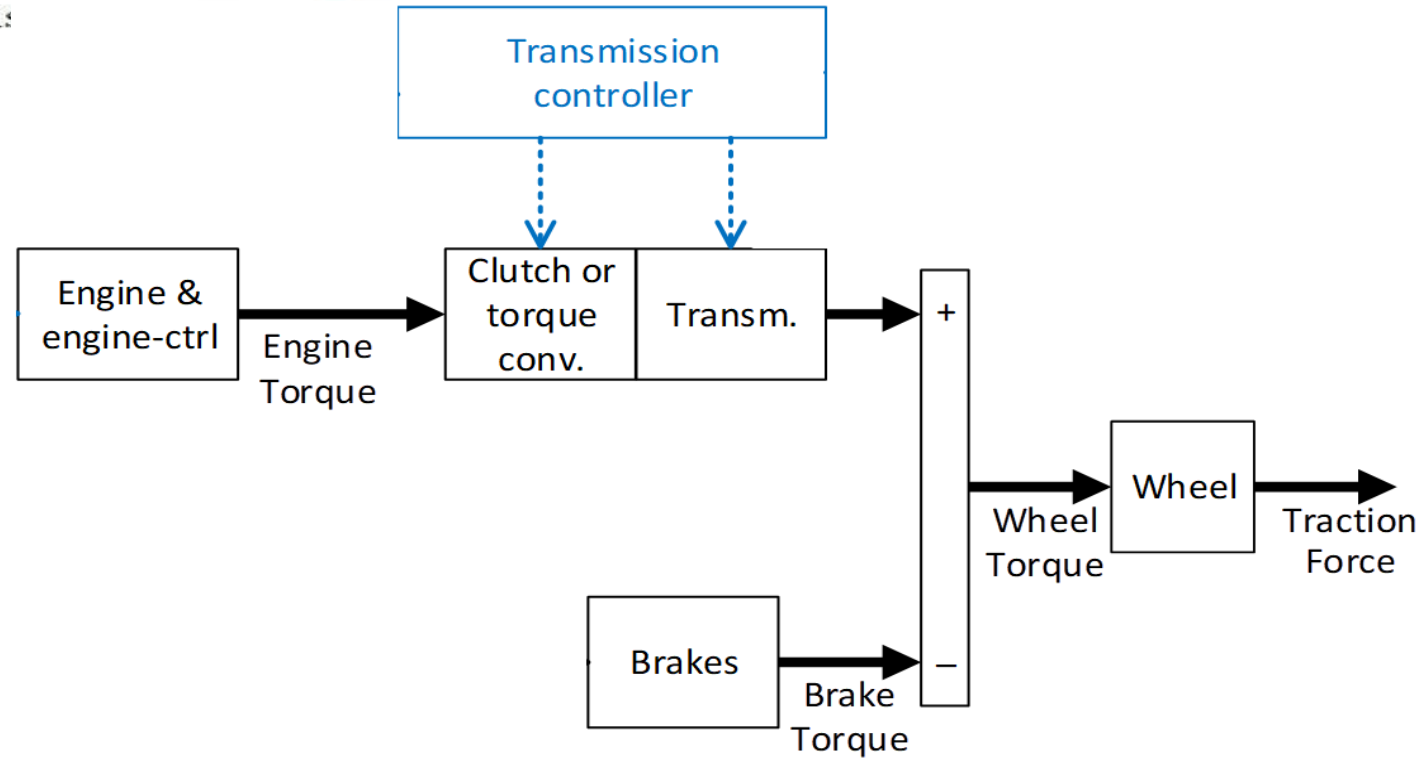 Transmission
controller
Engine &
engine-ctrl
Engine
Torque
Clutch or
torque
conv.
Transm.
+
Wheel
Torque
Wheel
Traction
Force
Brakes
Brake
Torque
–